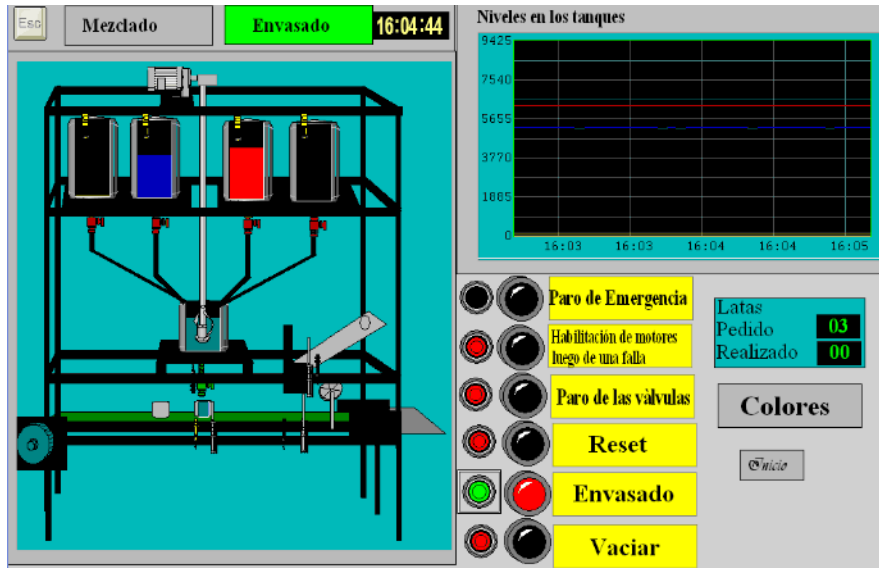 Esc
Mezclado
Envasado
16:04:44
Niveles en los tanques
9425
7540
5655
3770
1885
0
16:03 16:03 16:04 16:04 16:05
Paro de Emergencia
Habilitación de motores
luego de una falla
Paro de las vàlvulas
Reset
Envasado
Vaciar
Latas
Pedido 03
Realizado 00
Colores
Inicio